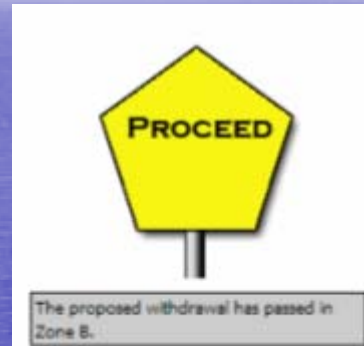 PROCEED
The proposed withdrawal has passed in
Zone B.